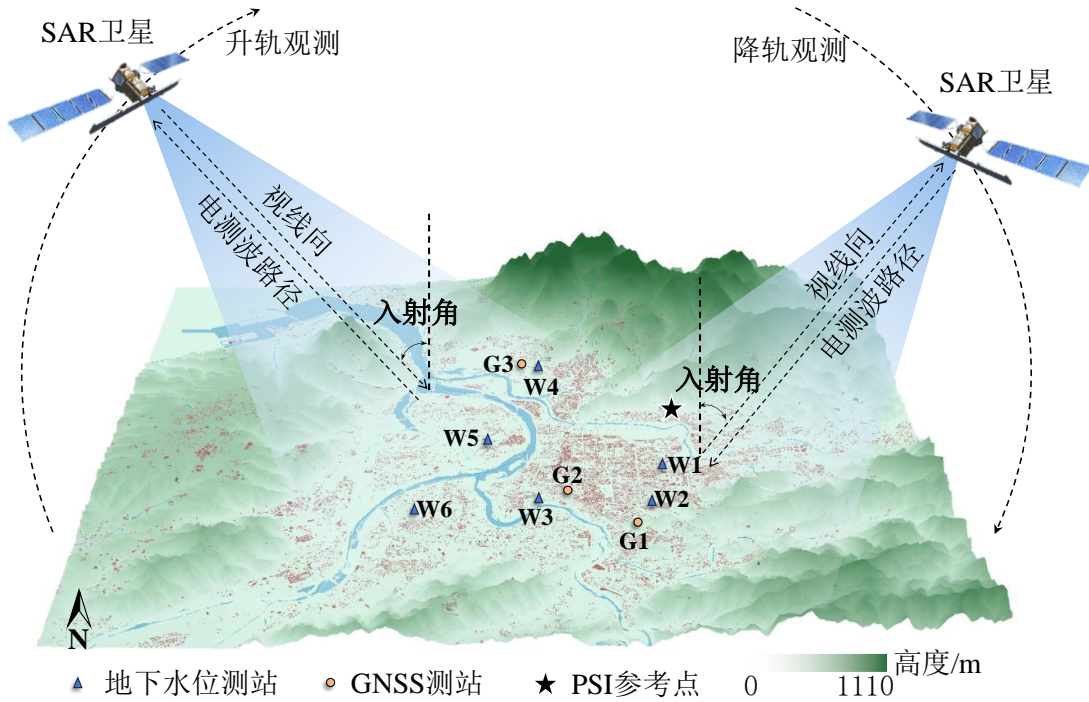 SAR卫星
升轨观测
降轨观测
SAR卫星
视线向
电测波路径
入射角
视线向
电测波路径
入射角
G3
W4
W5
W1
G2
W2
W6
W3
G1
N
地下水位测站
GNSS测站
PSI参考点
0
1110
高度/m